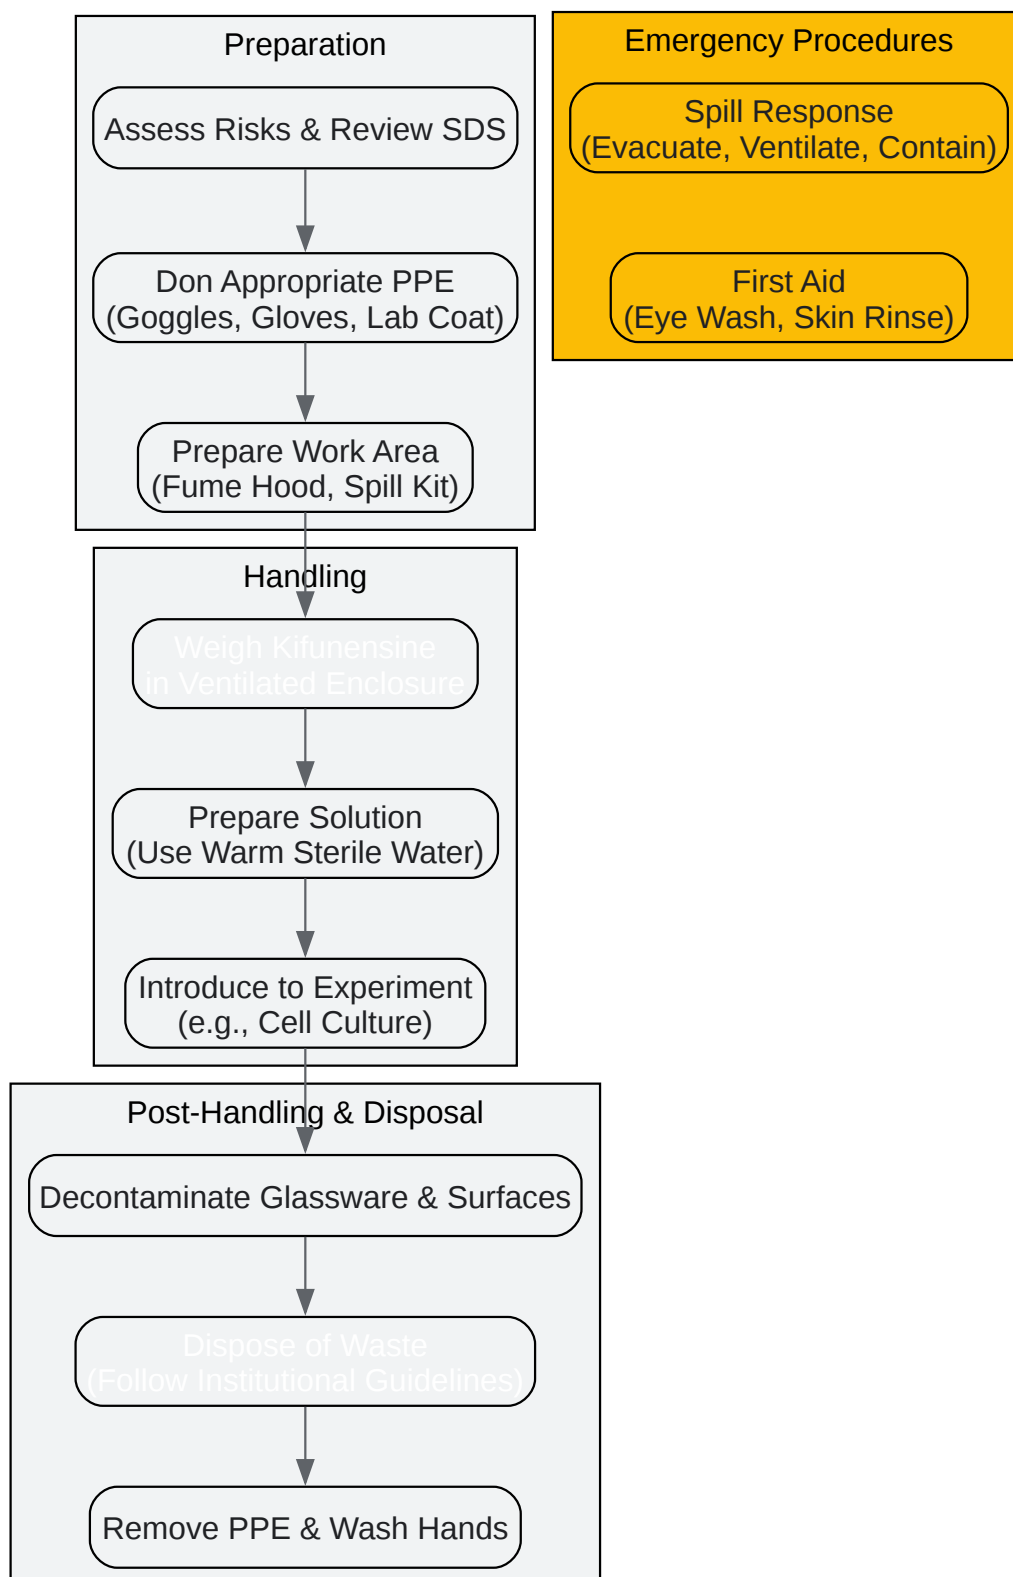 Preparation
Assess Risks & Review SDS
Don Appropriate PPE
(Goggles, Gloves, Lab Coat)
Prepare Work Area
(Fume Hood, Spill Kit)
Emergency Procedures
Spill Response
(Evacuate, Ventilate, Contain)
First Aid
(Eye Wash, Skin Rinse)
Handling
Weigh Kifunensine
in Ventilated Enclosure
Prepare Solution
(Use Warm Sterile Water)
Introduce to Experiment
(e.g., Cell Culture)
Post-Handling & Disposal
Decontaminate Glassware & Surfaces
Dispose of Waste
(Follow Institutional Guidelines)
Remove PPE & Wash Hands